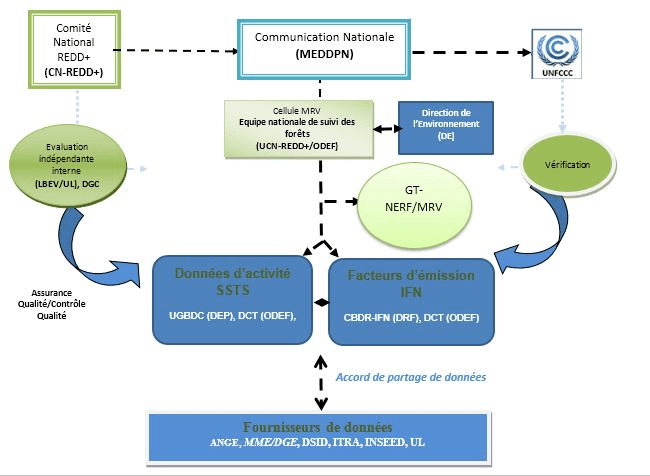 Comité
National
REDD+
(CN-REDD+)
Communication Nationale
(MEDDPN)
UNFCCC
Cellule MRV
Equipe nationale de suivi des
forêts
(UCN-REDD+/ODEF)
Direction de
l'Environnement
(DE)
Evaluation
indépendante
interne
(LBEV/UL), DGC
Vérification
GT-
NERF/MRV
Données d'activité
SSTS
UGBDC (DEP), DCT (ODEF),
Facteurs d'émission
IFN
CBDR-IFN (DRF), DCT (ODEF)
Assurance
Qualité/Contrôle
Qualité
Accord de partage de données
Fournisseurs de données
ANGE, MME/DGE, DSID, ITRA, INSEED, UL